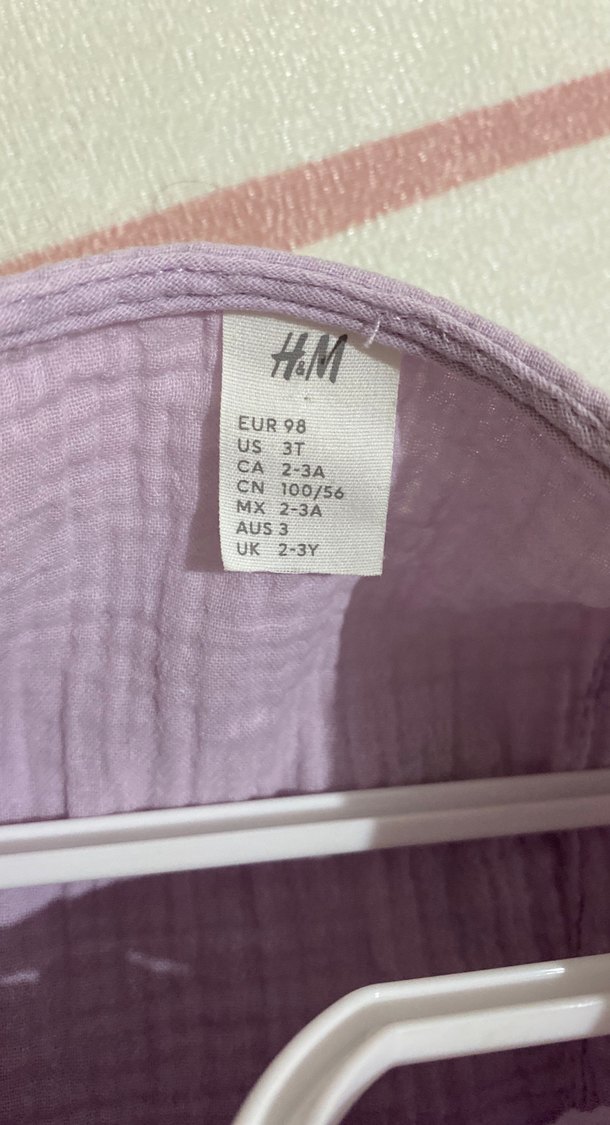 H&M
EUR 98
US 3T
CA 2-3A
CN 100/56
MX 2-3A
AUS 3
UK 2-3Y